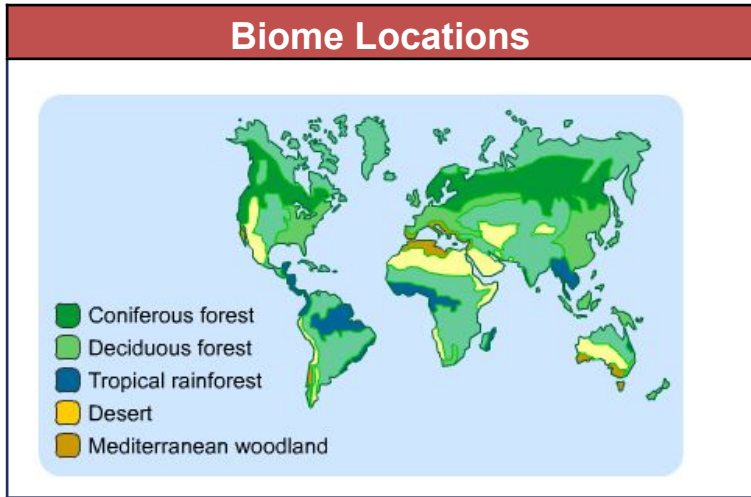 Biome Locations
Coniferous forest
Deciduous forest
Tropical rainforest
Desert
Mediterranean woodland